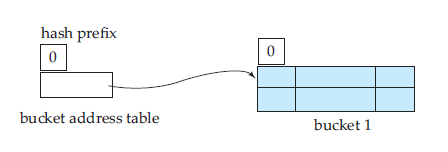 hash prefix
0
0
bucket address table
bucket 1